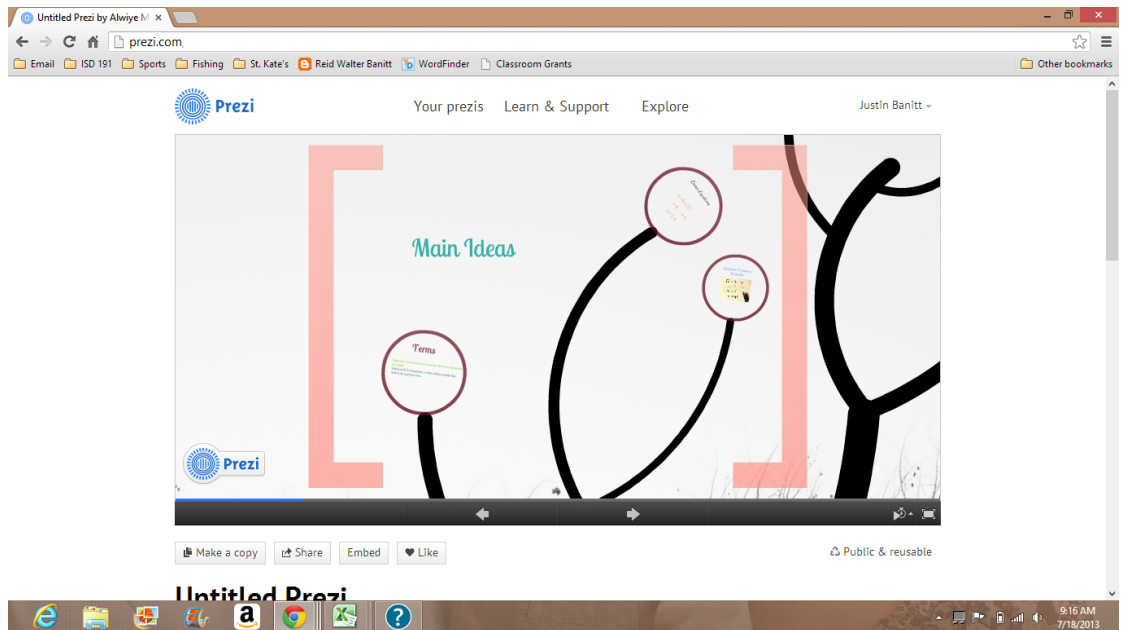 Untitled Prezi by Alwiye M
prezi.com
Email ISD 191 Sports Fishing St. Kate's Reid Walter Banitt WordFinder Classroom Grants Other bookmarks
Prezi Your prezis Learn & Support Explore Justin Banitt
Main Ideas
Terms
Prezi
Make a copy Share Embed Like Public & reusable
Untitled Prezi
9:16 AM
7/18/2013